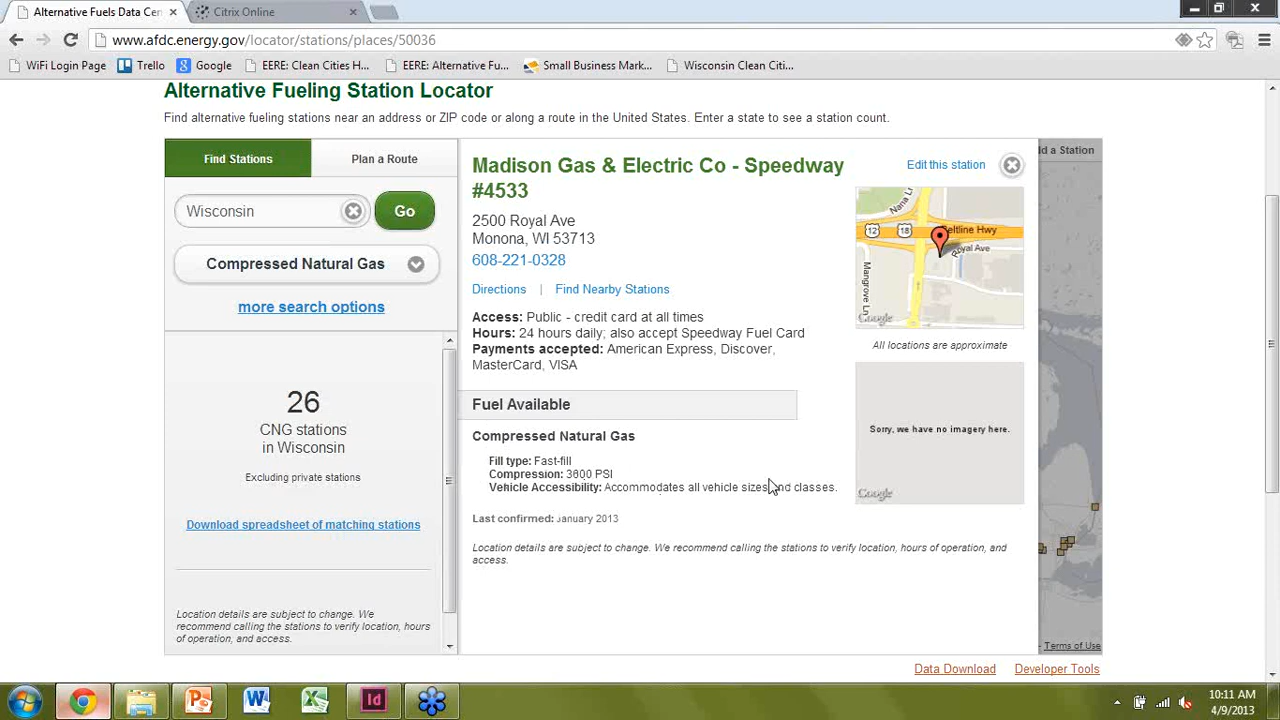 Alternative Fuels Data Cen
Citrix Online
www.afdc.energy.gov/locator/stations/places/50036
WiFi Login Page
Trello
Google
EERE: Clean Cities H...
EERE: Alternative Fu...
Small Business Mark...
Wisconsin Clean Citi...
Alternative Fueling Station Locator
Find alternative fueling stations near an address or ZIP code or along a route in the United States. Enter a state to see a station count.
Find Stations
Plan a Route
Wisconsin
Go
Compressed Natural Gas
more search options
26
CNG stations
in Wisconsin
Excluding private stations
Download spreadsheet of matching stations
Location details are subject to change. We
recommend calling the stations to verify location, hours
of operation, and access.
Madison Gas & Electric Co - Speedway
#4533
Edit this station
2500 Royal Ave
Monona, WI 53713
608-221-0328
Directions | Find Nearby Stations
Access: Public - credit card at all times
Hours: 24 hours daily; also accept Speedway Fuel Card
Payments accepted: American Express, Discover,
MasterCard, VISA
Fuel Available
Compressed Natural Gas
Fill type: Fast-fill
Compression: 3600 PSI
Vehicle Accessibility: Accommodates all vehicle sizes and classes.
Last confirmed: January 2013
Location details are subject to change. We recommend calling the stations to verify location, hours of operation, and
access.
Nana Ln
12
18
Beltline Hwy
Royal Ave
Mangrove Ln
Google
All locations are approximate
Sorry, we have no imagery here.
Google
d a Station
- Terms of Use
Data Download
Developer Tools
10:11 AM
4/9/2013